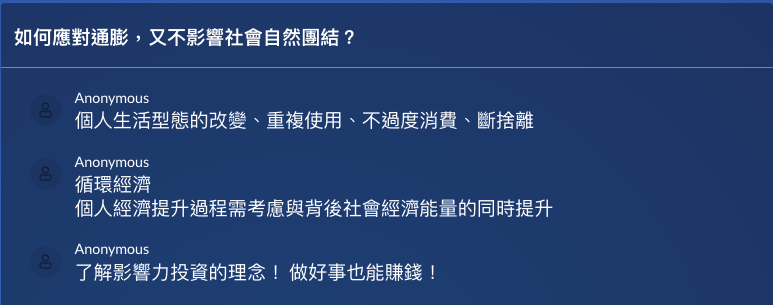 如何應對通膨，又不影響社會自然團結？
Anonymous
個人生活型態的改變、重複使用、不過度消費、斷捨離
Anonymous
循環經濟
個人經濟提升過程需考慮與背後社會經濟能量的同時提升
Anonymous
了解影響力投資的理念！ 做好事也能賺錢！